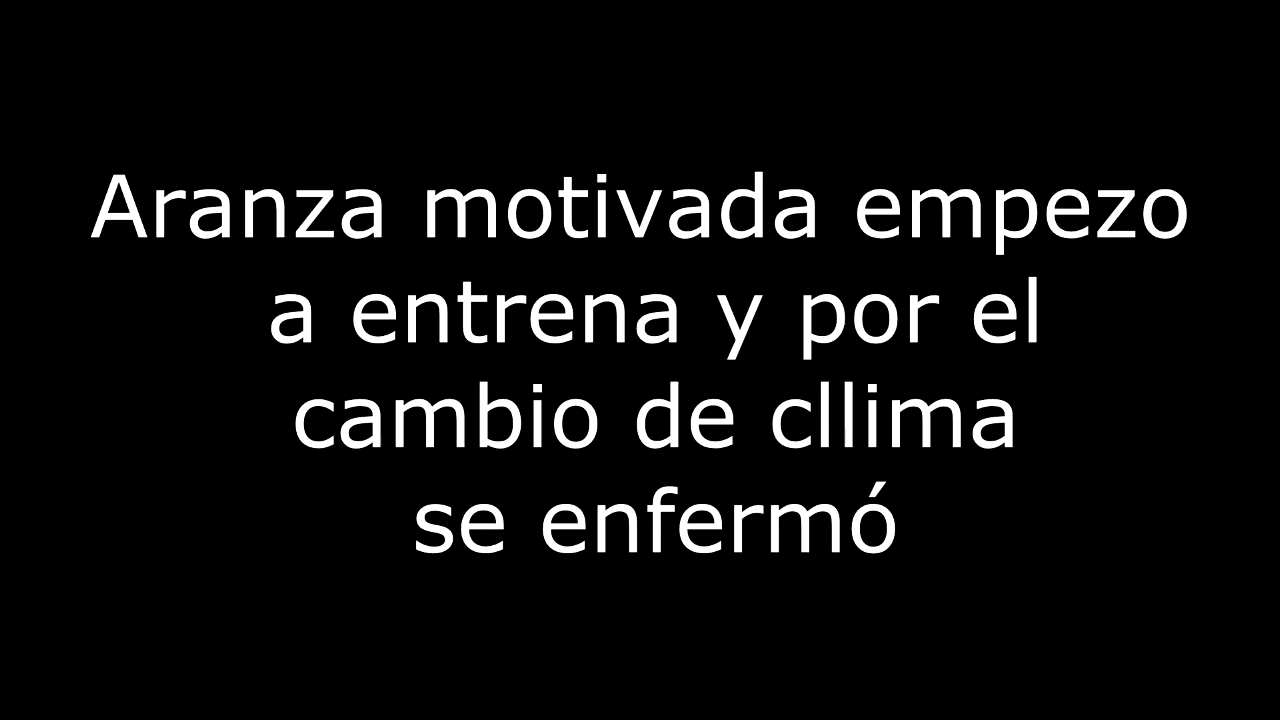 Aranza motivada empezo
a entrena y por el
cambio de cllima
se enfermó